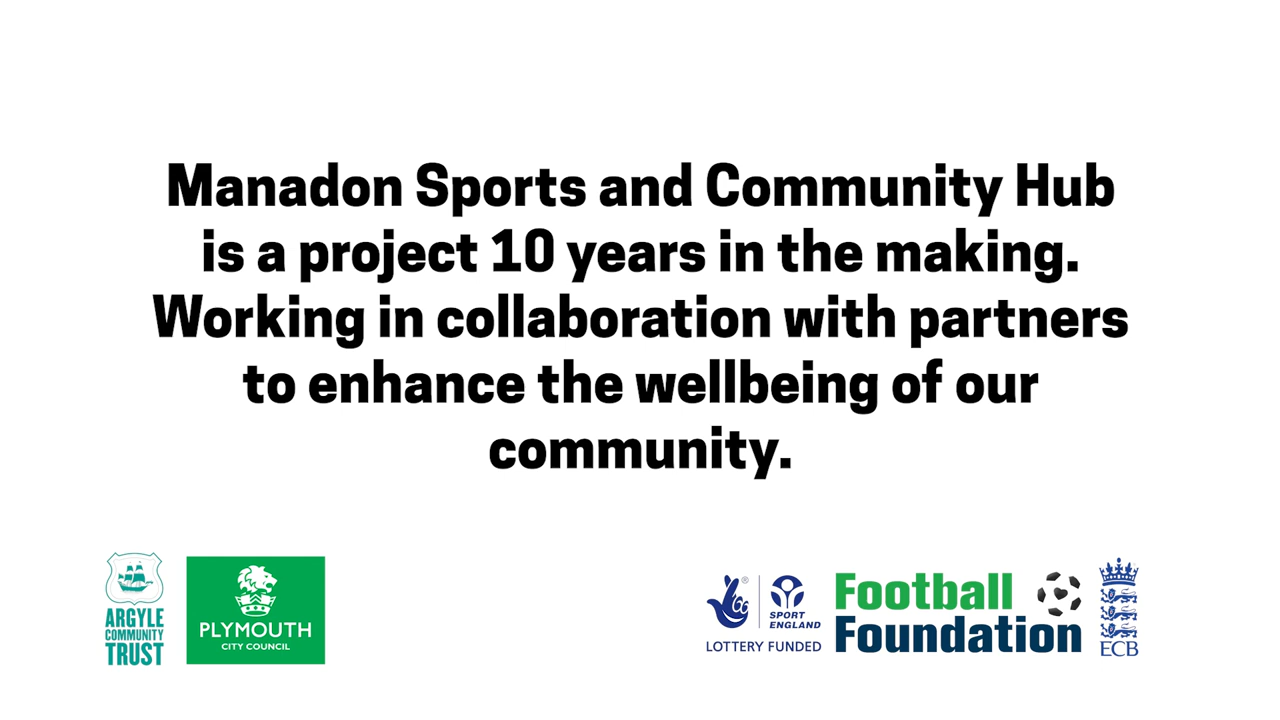 Manadon Sports and Community Hub
is a project 10 years in the making.
Working in collaboration with partners
to enhance the wellbeing of our
community.
ARGYLE
COMMUNITY
TRUST
PLYMOUTH
CITY COUNCIL
SPORT
ENGLAND
LOTTERY FUNDED
Football
Foundation
ECB